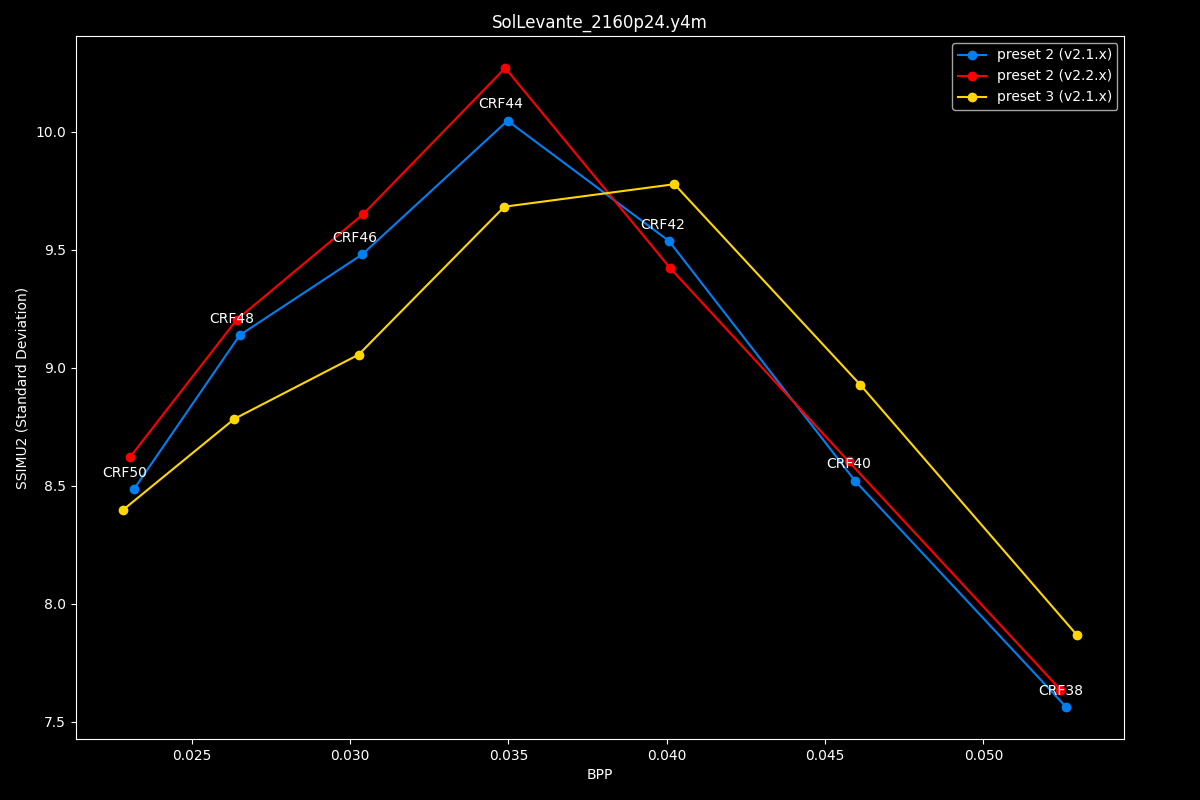 SolLevante_2160p24.y4m
preset 2 (v2.1.x)
preset 2 (v2.2.x)
preset 3 (v2.1.x)
CRF44
CRF42
CRF46
CRF48
CRF50
CRF40
CRF38
10.0
9.5
9.0
8.5
8.0
7.5
SSIMU2 (Standard Deviation)
0.025
0.030
0.035
0.040
0.045
0.050
BPP